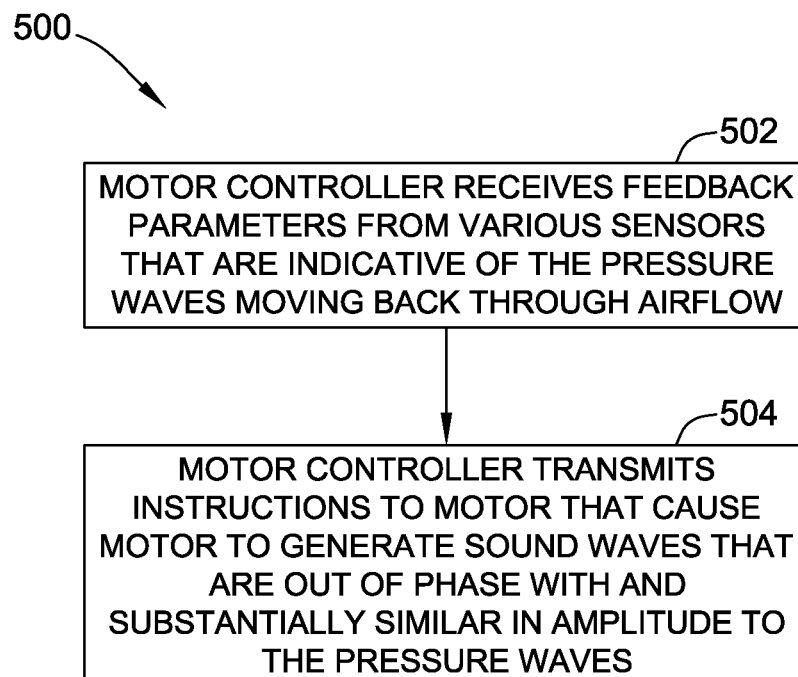 500
502
MOTOR CONTROLLER RECEIVES FEEDBACK
PARAMETERS FROM VARIOUS SENSORS
THAT ARE INDICATIVE OF THE PRESSURE
WAVES MOVING BACK THROUGH AIRFLOW
504
MOTOR CONTROLLER TRANSMITS
INSTRUCTIONS TO MOTOR THAT CAUSE
MOTOR TO GENERATE SOUND WAVES THAT
ARE OUT OF PHASE WITH AND
SUBSTANTIALLY SIMILAR IN AMPLITUDE TO
THE PRESSURE WAVES